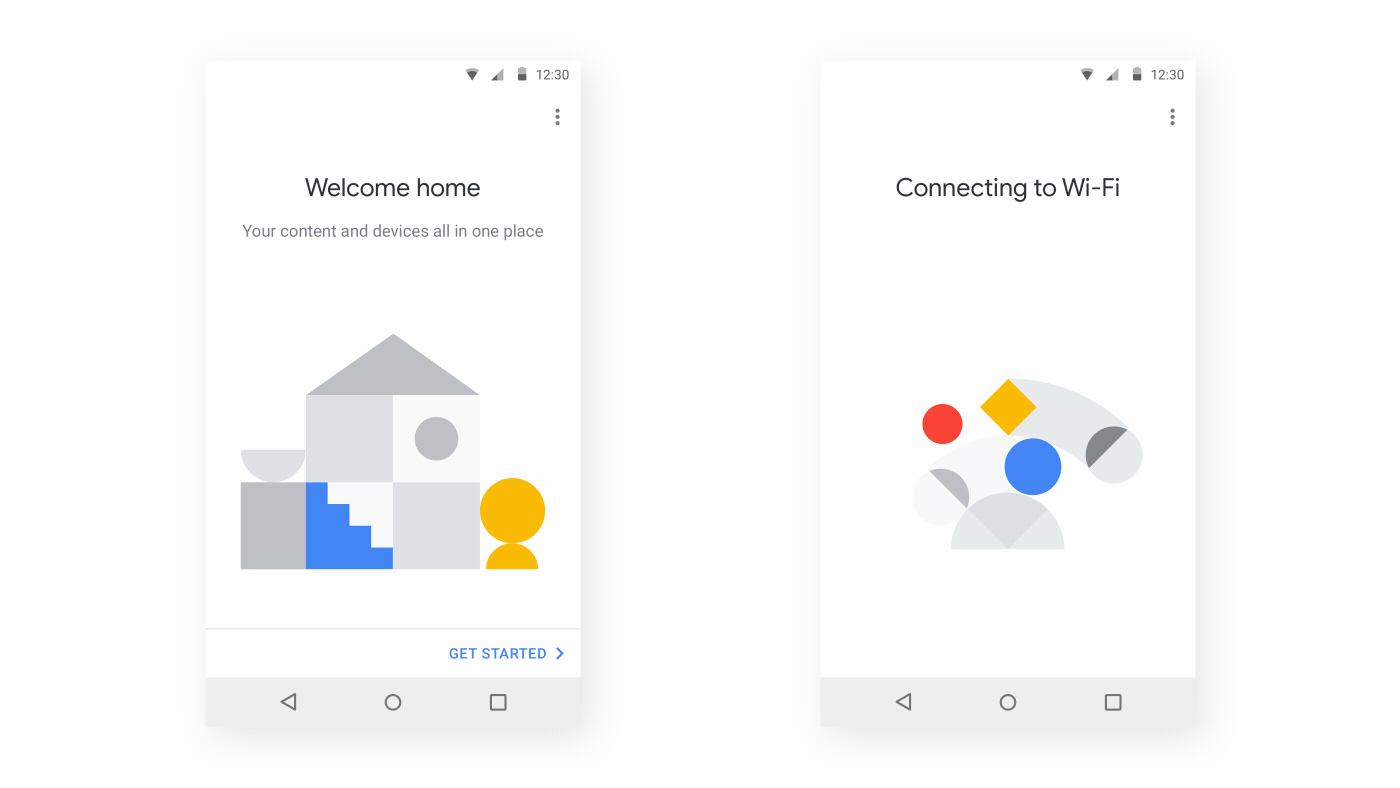 12:30
Welcome home
Your content and devices all in one place
GET STARTED
12:30
Connecting to Wi-Fi